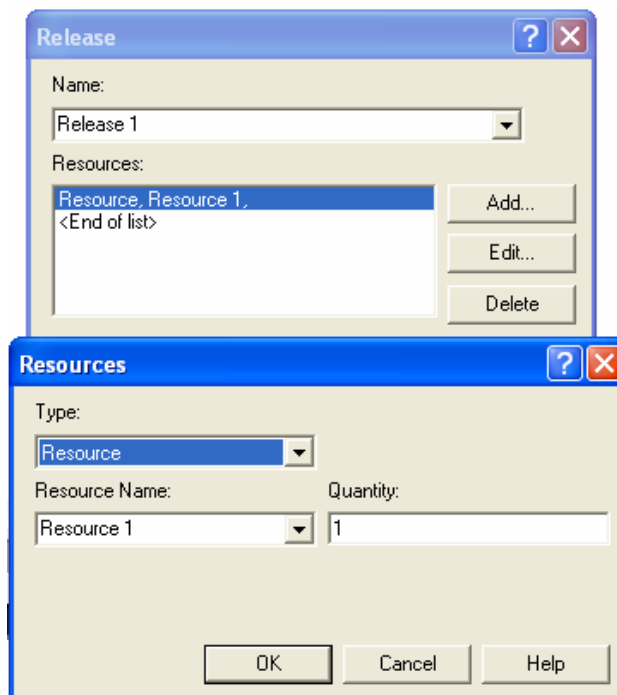 Release
Name:
Release 1
Resources:
Resource, Resource 1,
<End of list>
Add...
Edit...
Delete
Resources
Type:
Resource
Resource Name:
Quantity:
Resource 1
1
OK
Cancel
Help